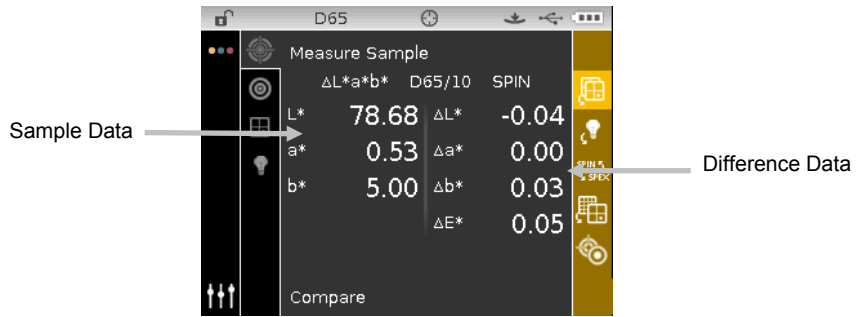 D65
Measure Sample
ΔL*a*b* D65/10 SPIN
L* 78.68 ΔL* -0.04
Sample Data
a* 0.53 Δa* 0.00
SPIN
SPEX
Difference Data
b* 5.00 Δb* 0.03
ΔE* 0.05
Compare